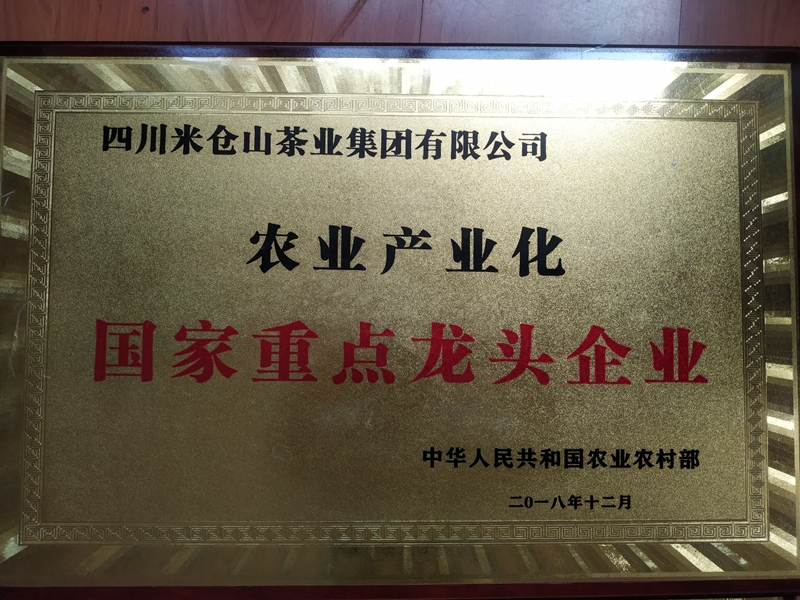 四川米仓山茶业集团有限公司
农业产业化
国家重点龙头企业
中华人民共和国农业农村部
二0一八年十二月